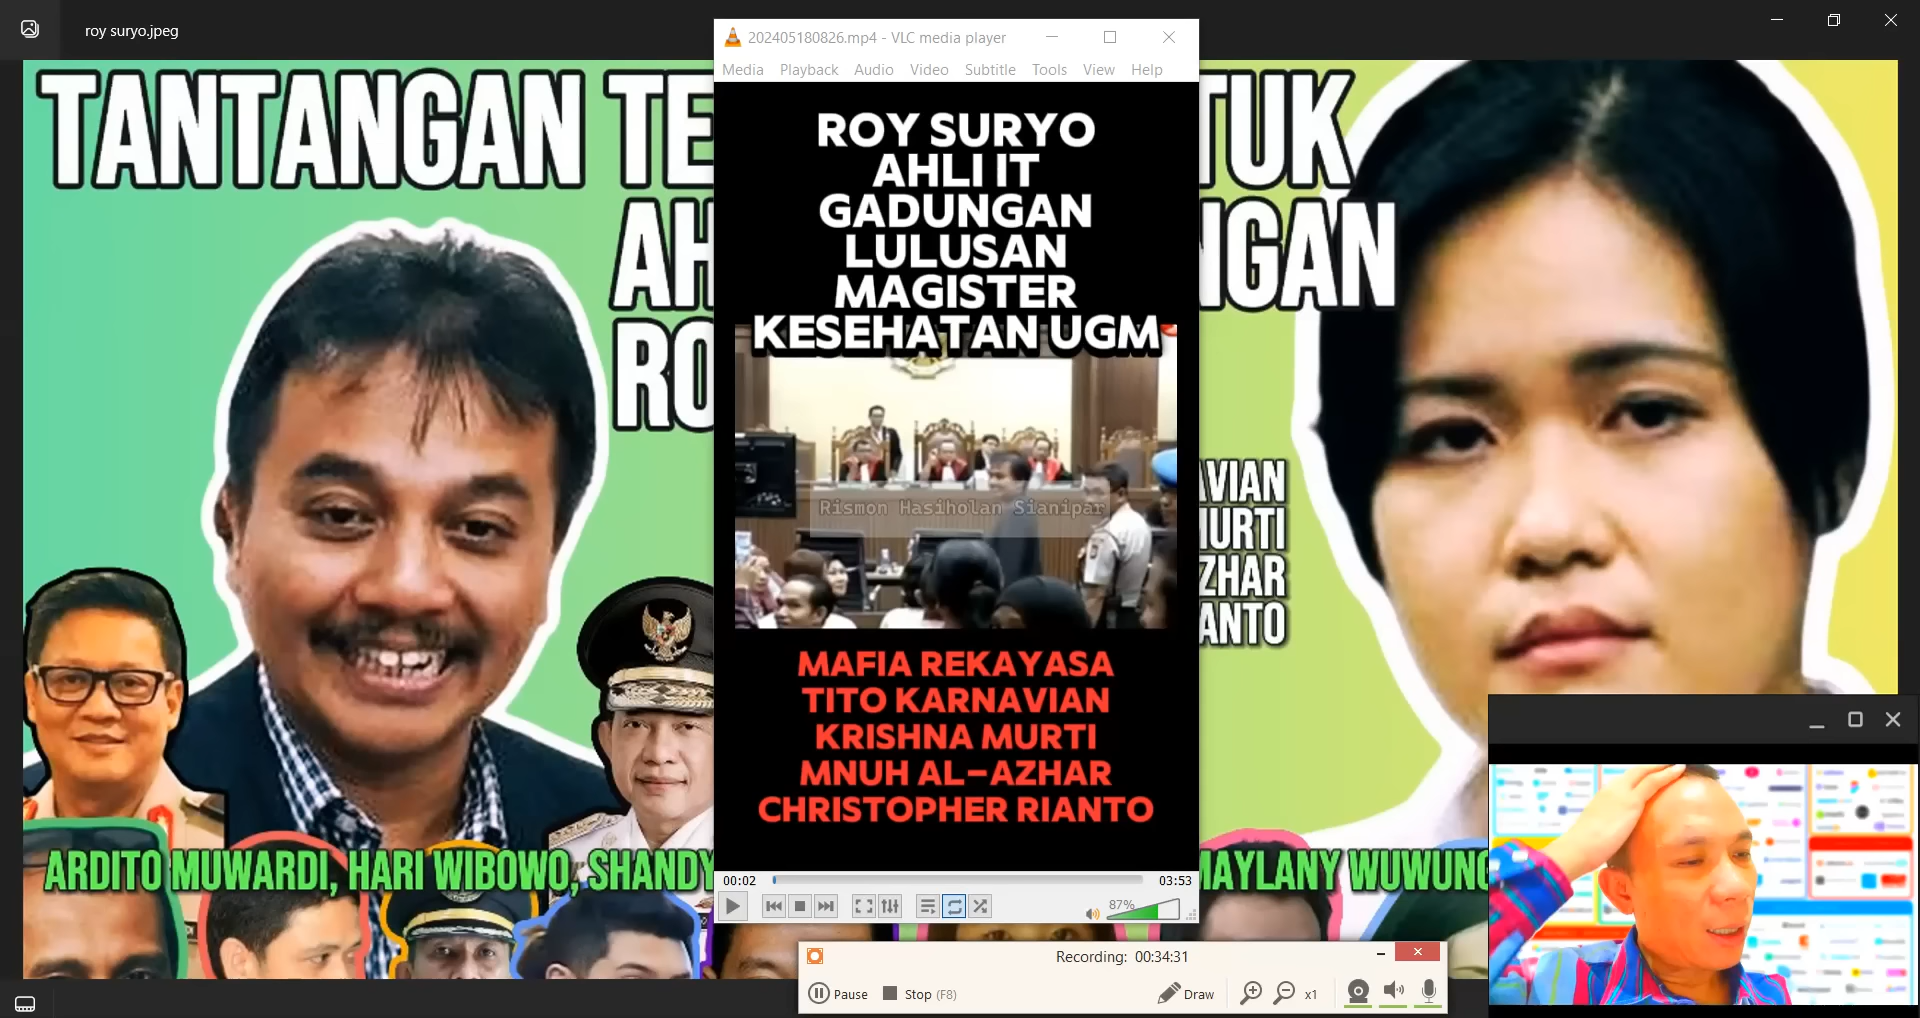 roy suryo.jpeg
202405180826.mp4 - VLC media player
Media Playback Audio Video Subtitle Tools View Help
TANTANGAN TE
TUK
AH
NGAN
RO
ROY SURYO
AHLI IT
GADUNGAN
LULUSAN
MAGISTER
KESEHATAN UGM
Rismon Hasiholan Sianipar
MAFIA REKAYASA
TITO KARNAVIAN
KRISHNA MURTI
MNUH AL-AZHAR
CHRISTOPHER RIANTO
AVIAN
MURTI
ZHAR
ANTO
ARDITO MUWARDI, HARI WIBOWO, SHANDY
MAYLANY WUWUNG
00:02
03:53
87%
Recording: 00:34:31
Pause
Stop (F8)
Draw
x1